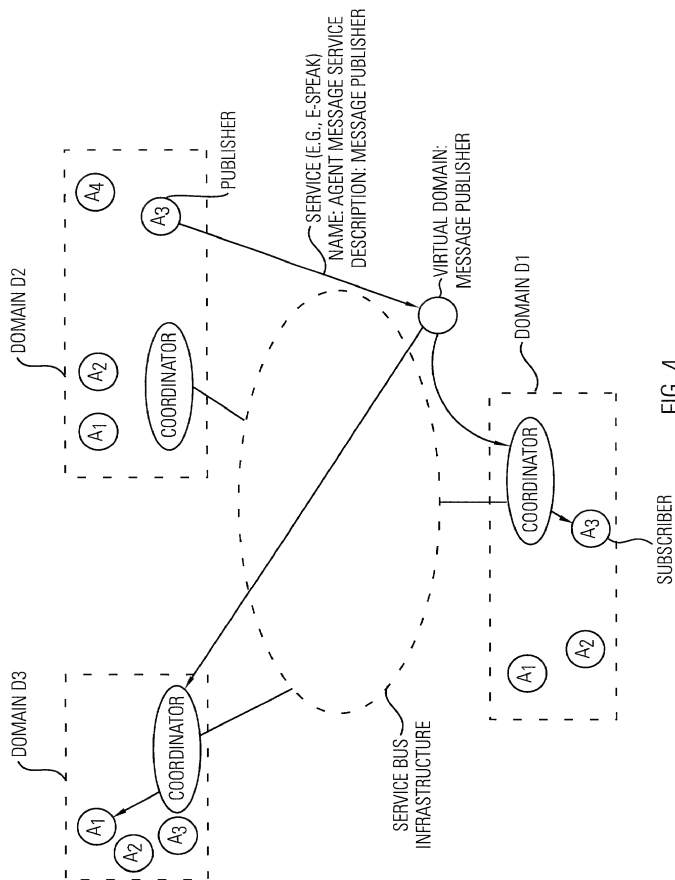 DOMAIN D3
A1
A2
A3
COORDINATOR
DOMAIN D2
A1
A2
A4
COORDINATOR
A3
PUBLISHER
SERVICE (E.G., E-SPEAK)
NAME: AGENT MESSAGE SERVICE
DESCRIPTION: MESSAGE PUBLISHER
VIRTUAL DOMAIN:
MESSAGE PUBLISHER
SERVICE BUS
INFRASTRUCTURE
DOMAIN D1
COORDINATOR
A1
A2
A3
SUBSCRIBER
FIG. 4